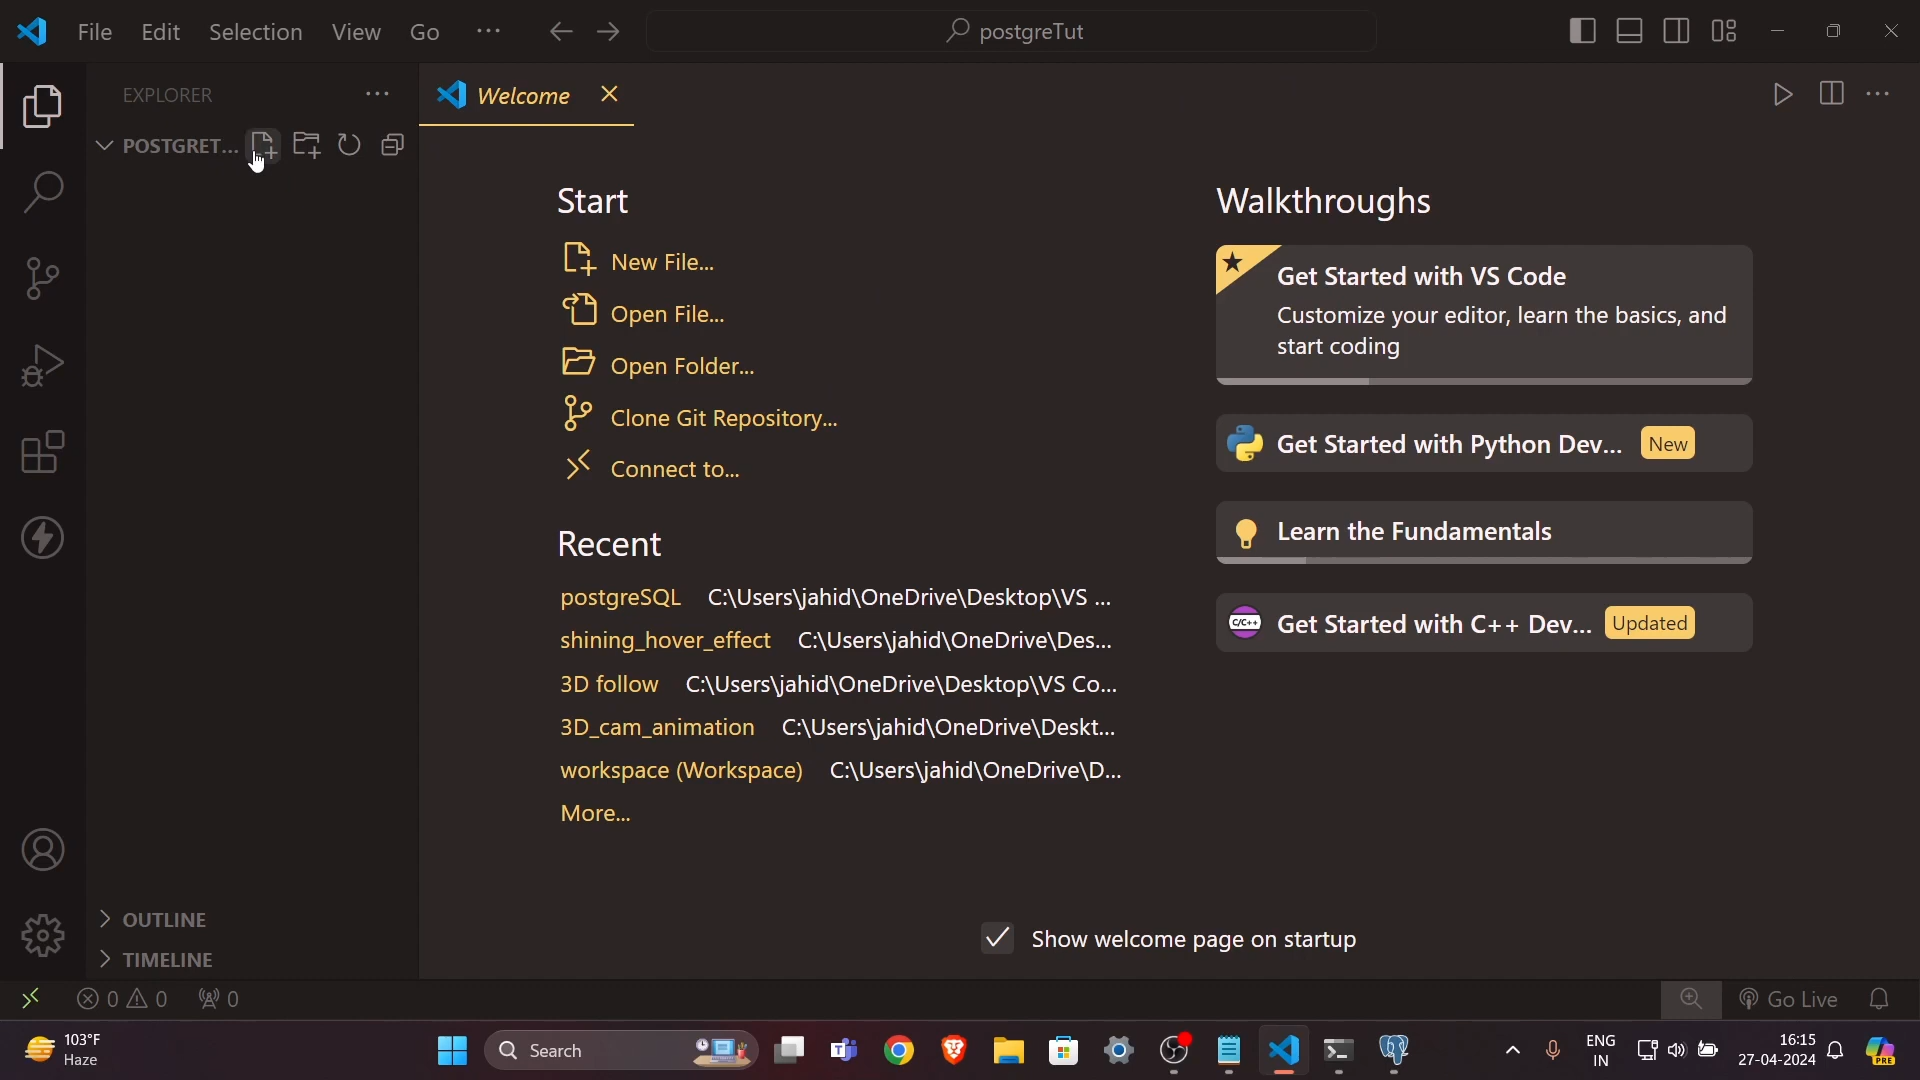 File Edit Selection View Go ··· postgreTut
EXPLORER ···
POSTGRET...
Welcome
Start
New File...
Open File...
Open Folder...
Clone Git Repository...
Connect to...
Recent
postgreSQL C:\Users\jahid\OneDrive\Desktop\VS ...
shining_hover_effect C:\Users\jahid\OneDrive\Des...
3D follow C:\Users\jahid\OneDrive\Desktop\VS Co...
3D_cam_animation C:\Users\jahid\OneDrive\Deskt...
workspace (Workspace) C:\Users\jahid\OneDrive\D...
More...
Walkthroughs
Get Started with VS Code
Customize your editor, learn the basics, and
start coding
Get Started with Python Dev... New
Learn the Fundamentals
C/C++ Get Started with C++ Dev... Updated
Show welcome page on startup
OUTLINE
TIMELINE
0 0 0
Go Live
103°F
Haze
Search
ENG
IN
16:15
27-04-2024
PRE